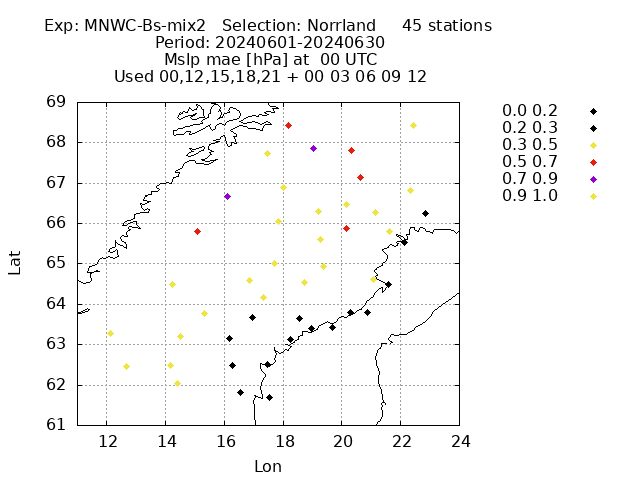 Exp: MNWC-Bs-mix2 Selection: Norrland 45 stations
Period: 20240601-20240630
Mslp mae [hPa] at 00 UTC
Used 00,12,15,18,21 + 00 03 06 09 12
69
68
67
66
65
64
63
62
61
Lat
12 14 16 18 20 22 24
Lon
0.0 0.2
0.2 0.3
0.3 0.5
0.5 0.7
0.7 0.9
0.9 1.0